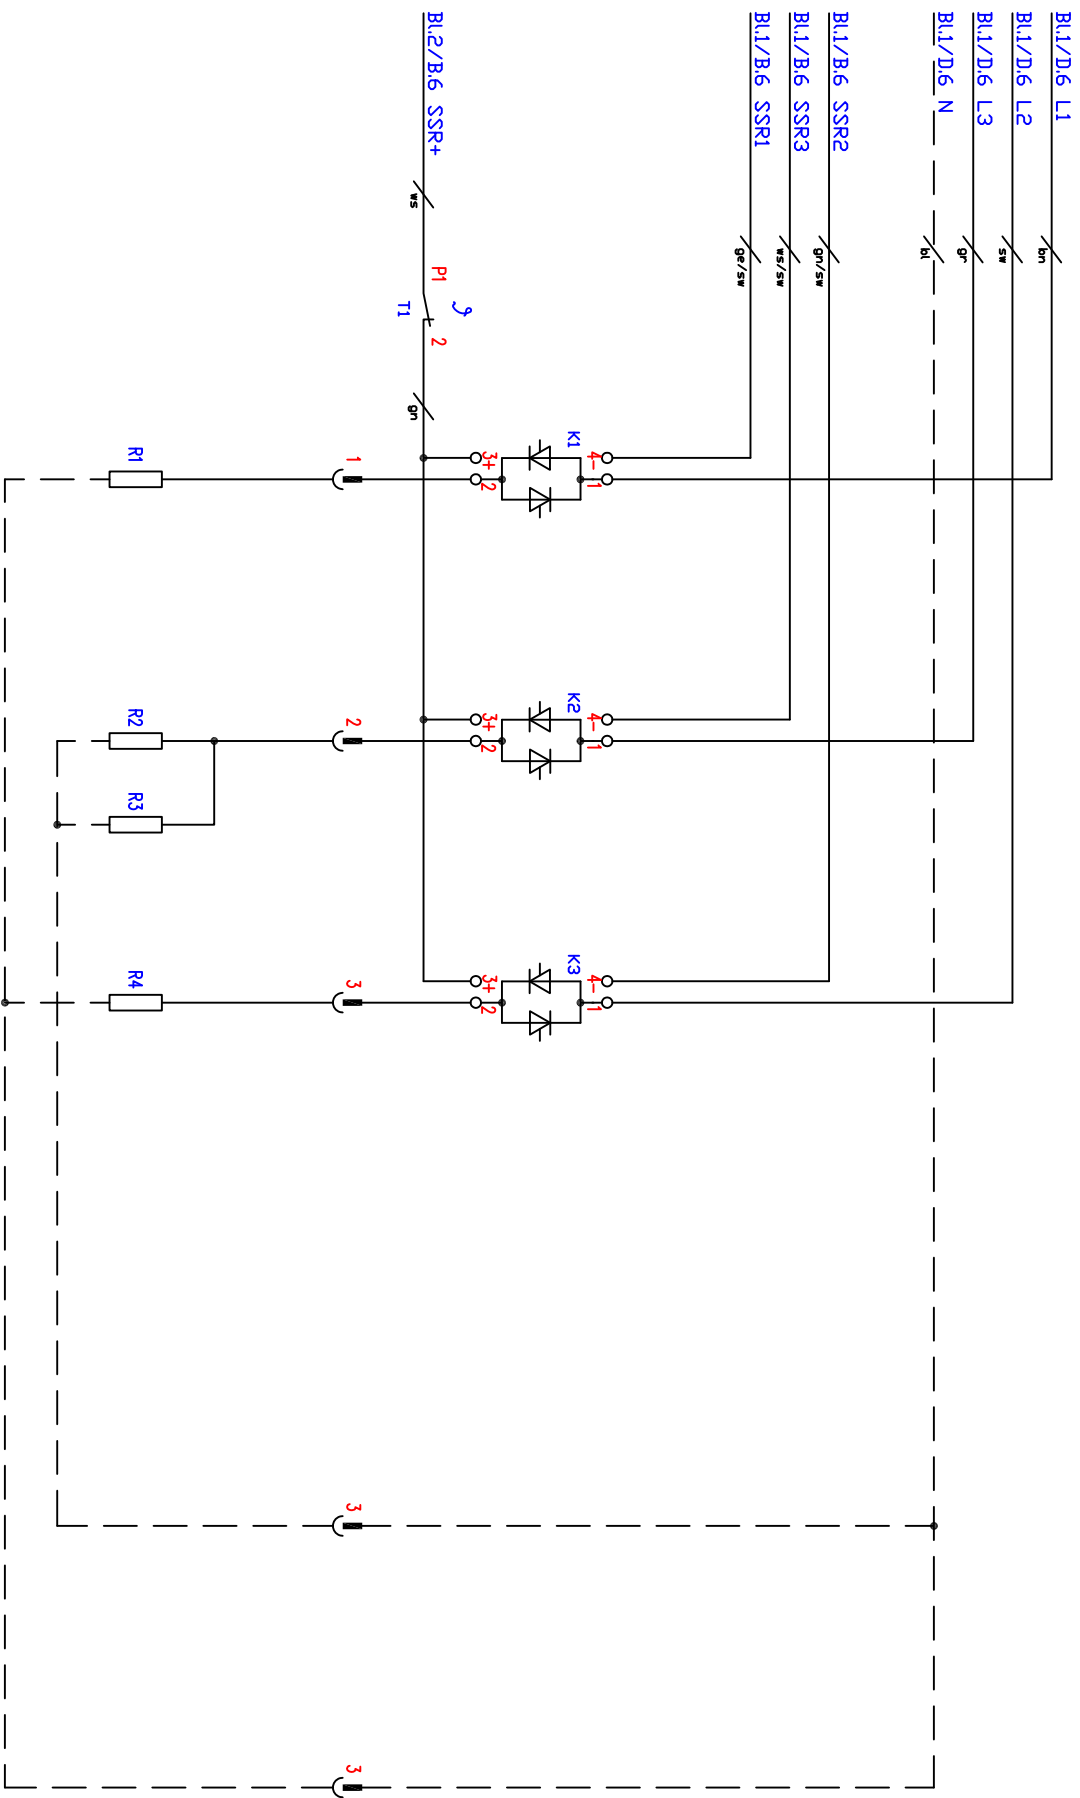 Bl.1/D.6 L1
Bl.1/D.6 L2
Bl.1/D.6 L3
Bl.1/D.6 N
Bl.1/B.6 SSR2
Bl.1/B.6 SSR3
Bl.1/B.6 SSR1
Bl.2/B.6 SSR+
bn
sw
gr
bl
gn/sw
ws/sw
ge/sw
ws
P1
T1
2
gn
K1
4-
1
3+
2
K2
4-
1
3+
2
K3
4-
1
3+
2
1
2
3
3
3
R1
R2
R3
R4